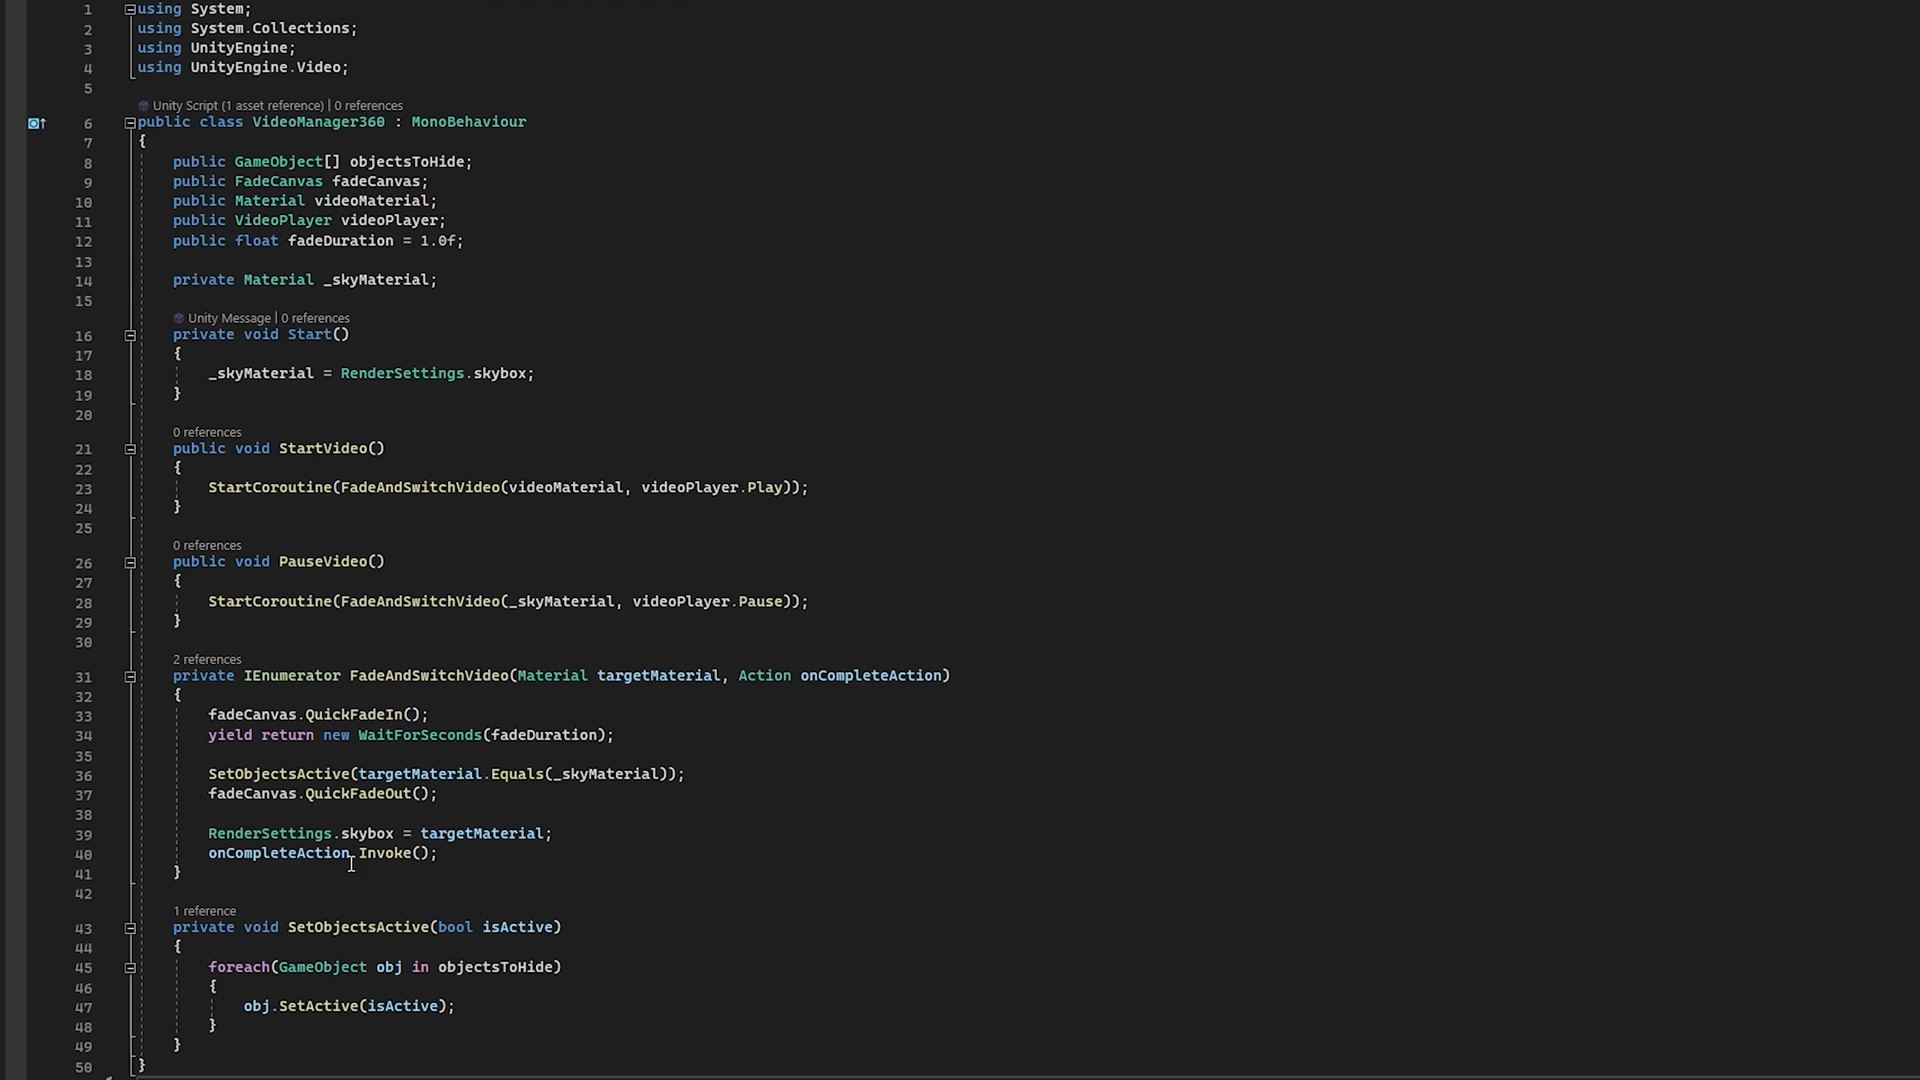 1 using System;
2 using System.Collections;
3 using UnityEngine;
4 using UnityEngine.Video;
5
Unity Script (1 asset reference) | 0 references
6 public class VideoManager360 : MonoBehaviour
7 {
8 public GameObject[] objectsToHide;
9 public FadeCanvas fadeCanvas;
10 public Material videoMaterial;
11 public VideoPlayer videoPlayer;
12 public float fadeDuration = 1.0f;
13
14 private Material _skyMaterial;
15
Unity Message | 0 references
16 private void Start()
17 {
18 _skyMaterial = RenderSettings.skybox;
19 }
20
0 references
21 public void StartVideo()
22 {
23 StartCoroutine(FadeAndSwitchVideo(videoMaterial, videoPlayer.Play));
24 }
25
0 references
26 public void PauseVideo()
27 {
28 StartCoroutine(FadeAndSwitchVideo(_skyMaterial, videoPlayer.Pause));
29 }
30
2 references
31 private IEnumerator FadeAndSwitchVideo(Material targetMaterial, Action onCompleteAction)
32 {
33 fadeCanvas.QuickFadeIn();
34 yield return new WaitForSeconds(fadeDuration);
35
36 SetObjectsActive(targetMaterial.Equals(_skyMaterial));
37 fadeCanvas.QuickFadeOut();
38
39 RenderSettings.skybox = targetMaterial;
40 onCompleteAction.Invoke();
41 }
42
1 reference
43 private void SetObjectsActive(bool isActive)
44 {
45 foreach(GameObject obj in objectsToHide)
46 {
47 obj.SetActive(isActive);
48 }
49 }
50 }